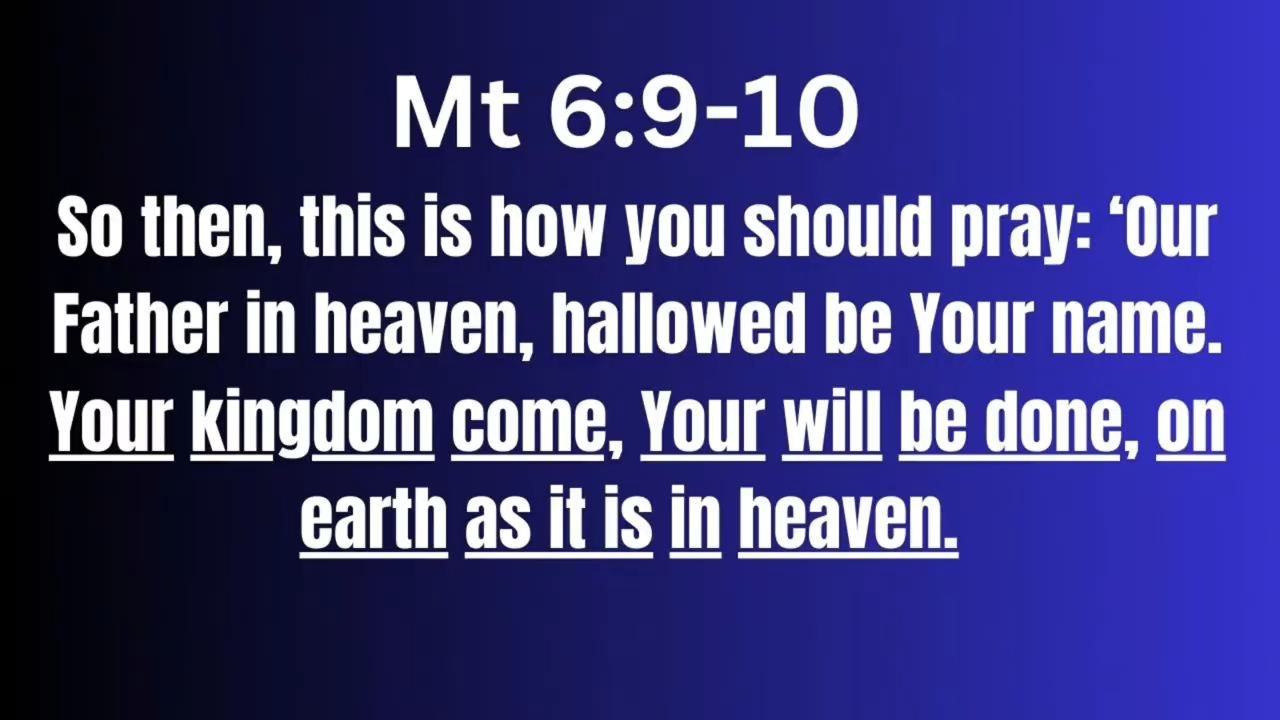 Mt 6:9-10
So then, this is how you should pray: ‘Our
Father in heaven, hallowed be Your name.
Your kingdom come, Your will be done, on
earth as it is in heaven.